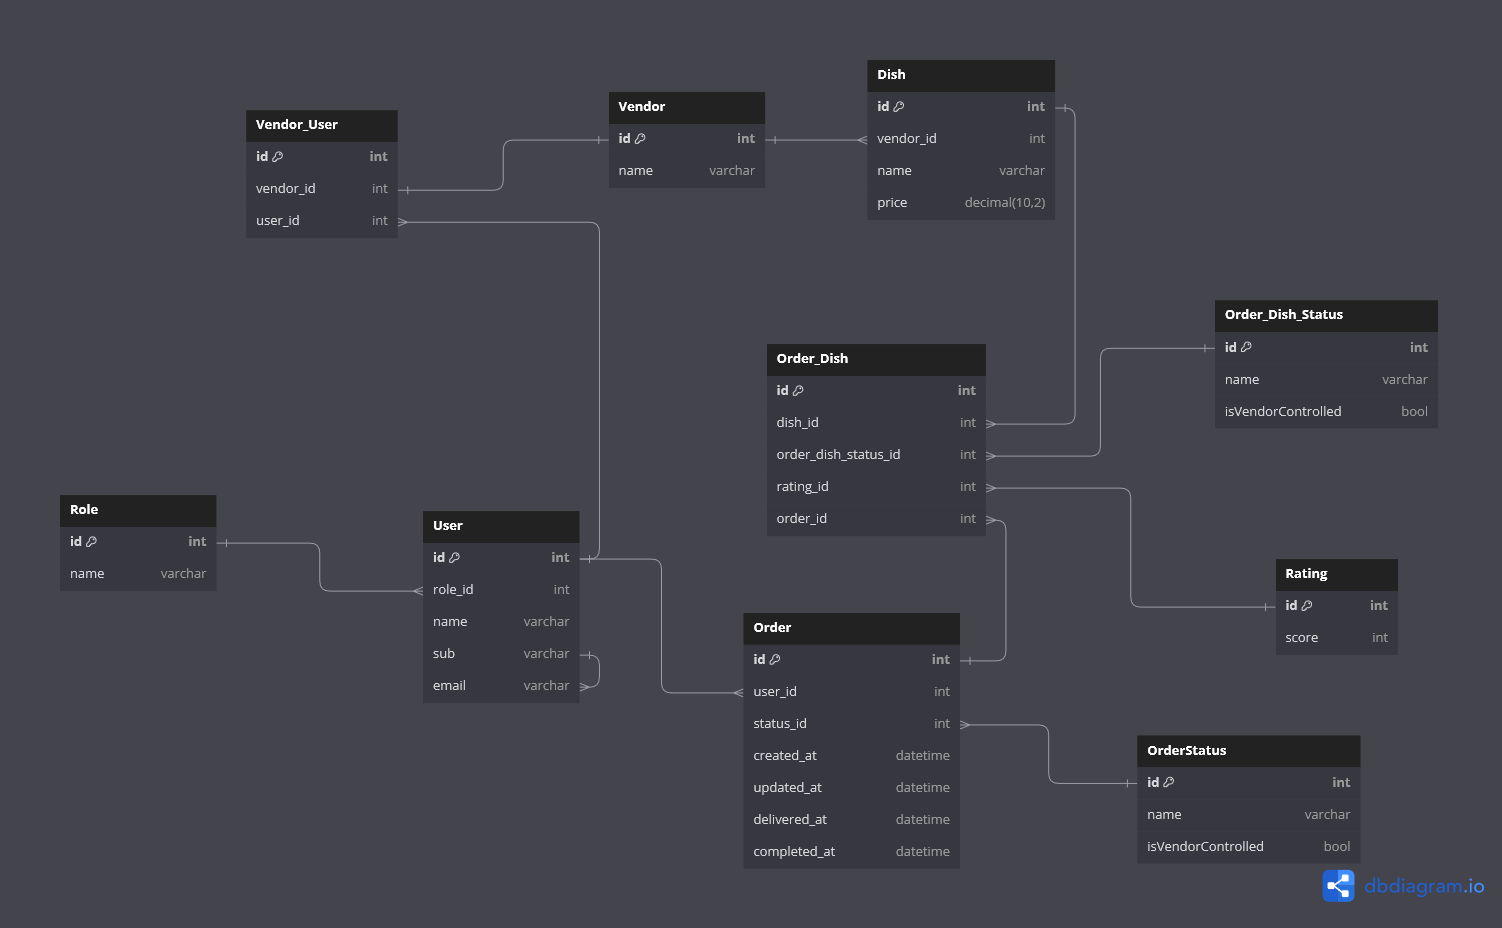 Dish
id int
vendor_id int
name varchar
price decimal(10,2)
Vendor
id int
name varchar
Vendor_User
id int
vendor_id int
user_id int
Order_Dish_Status
id int
name varchar
isVendorControlled bool
Order_Dish
id int
dish_id int
order_dish_status_id int
rating_id int
order_id int
Role
id int
name varchar
User
id int
role_id int
name varchar
sub varchar
email varchar
Rating
id int
score int
Order
id int
user_id int
status_id int
created_at datetime
updated_at datetime
delivered_at datetime
completed_at datetime
OrderStatus
id int
name varchar
isVendorControlled bool
dbdiagram.io